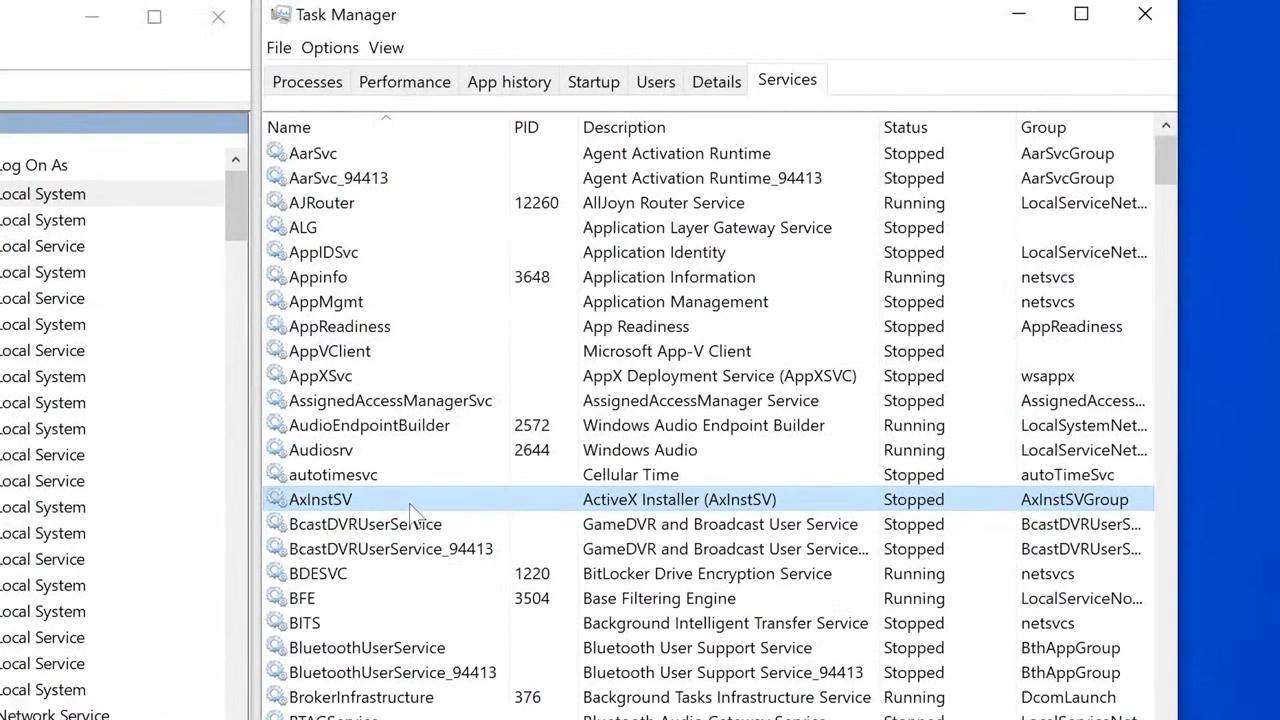 Task Manager
File Options View
Processes Performance App history Startup Users Details Services
Name PID Description Status Group
AarSvc Agent Activation Runtime Stopped AarSvcGroup
AarSvc_94413 Agent Activation Runtime_94413 Stopped AarSvcGroup
AJRouter 12260 AllJoyn Router Service Running LocalServiceNet...
ALG Application Layer Gateway Service Stopped
AppIDSvc Application Identity Stopped LocalServiceNet...
Appinfo 3648 Application Information Running netsvcs
AppMgmt Application Management Stopped netsvcs
AppReadiness App Readiness Stopped AppReadiness
AppVClient Microsoft App-V Client Stopped
AppXSvc AppX Deployment Service (AppXSVC) Stopped wsappx
AssignedAccessManagerSvc AssignedAccessManager Service Stopped AssignedAccess...
AudioEndpointBuilder 2572 Windows Audio Endpoint Builder Running LocalSystemNet...
Audiosrv 2644 Windows Audio Running LocalServiceNet...
autotimesvc Cellular Time Stopped autoTimeSvc
AxInstSV ActiveX Installer (AxInstSV) Stopped AxInstSVGroup
BcastDVRUserService GameDVR and Broadcast User Service Stopped BcastDVRUserS...
BcastDVRUserService_94413 GameDVR and Broadcast User Service... Stopped BcastDVRUserS...
BDESVC 1220 BitLocker Drive Encryption Service Running netsvcs
BFE 3504 Base Filtering Engine Running LocalServiceNo...
BITS Background Intelligent Transfer Service Stopped netsvcs
BluetoothUserService Bluetooth User Support Service Stopped BthAppGroup
BluetoothUserService_94413 Bluetooth User Support Service_94413 Stopped BthAppGroup
BrokerInfrastructure 376 Background Tasks Infrastructure Service Running DcomLaunch
Log On As
Local System
Local System
Local Service
Local System
Local Service
Local System
Local Service
Local System
Local System
Local System
Local Service
Local System
Local Service
Local System
Local Service
Local System
Local System
Local Service
Local Service
Local System
Network Service